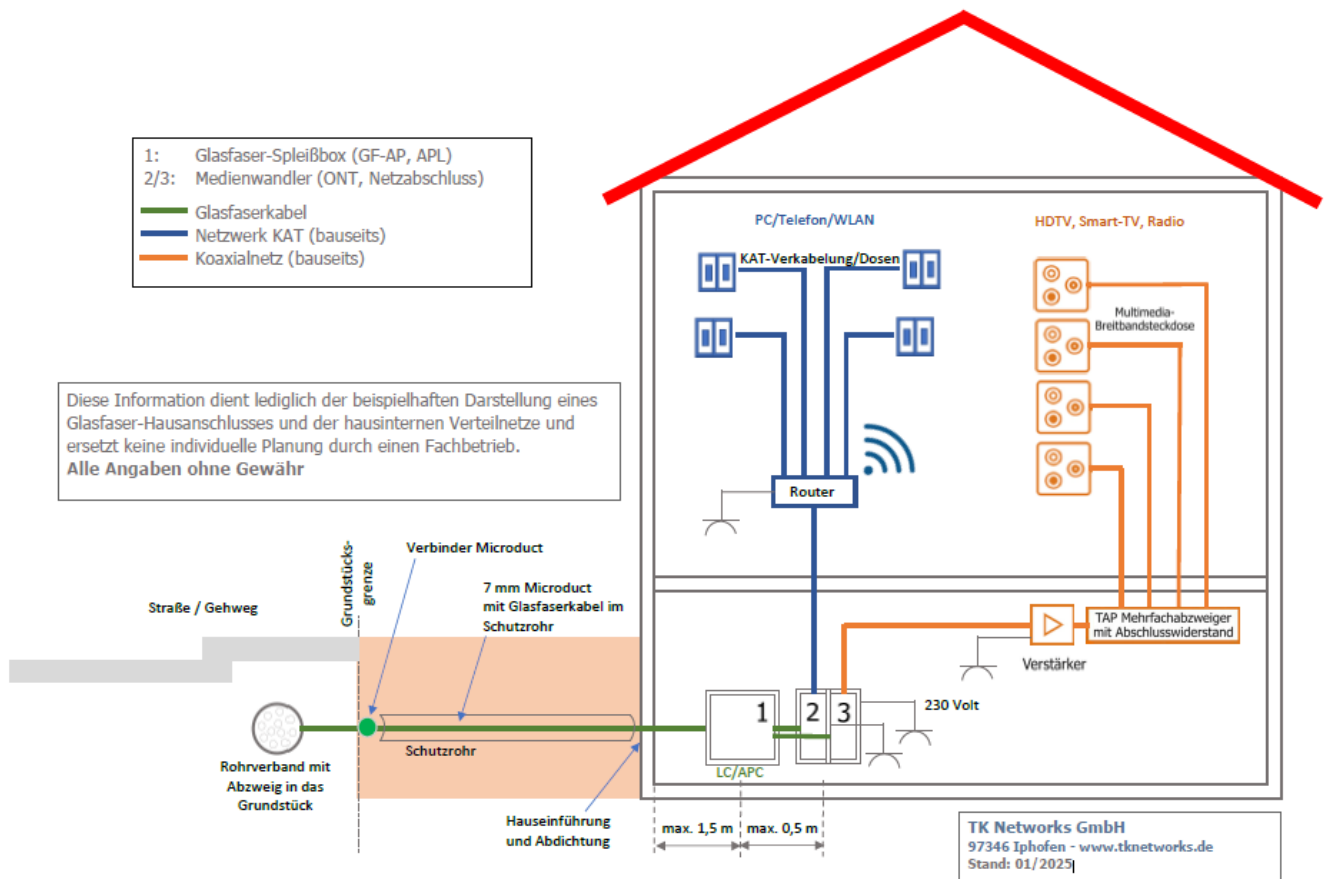 1: Glasfaser-Spleißbox (GF-AP, APL)
2/3: Medienwandler (ONT, Netzabschluss)
Glasfaserkabel
Netzwerk KAT (bauseits)
Koaxialnetz (bauseits)
Diese Information dient lediglich der beispielhaften Darstellung eines
Glasfaser-Hausanschlusses und der hausinternen Verteilnetze und
ersetzt keine individuelle Planung durch einen Fachbetrieb.
Alle Angaben ohne Gewähr
PC/Telefon/WLAN
HDTV, Smart-TV, Radio
KAT-Verkabelung/Dosen
Multimedia-
Breitbandsteckdose
Router
Straße / Gehweg
Grundstücks-
grenze
Verbinder Microduct
7 mm Microduct
mit Glasfaserkabel im
Schutzrohr
TAP Mehrfachabzweiger
mit Abschlusswiderstand
Verstärker
1
2
3
230 Volt
Schutzrohr
LC/APC
Rohrverband mit
Abzweig in das
Grundstück
Hauseinführung
und Abdichtung
max. 1,5 m
max. 0,5 m
TK Networks GmbH
97346 Iphofen - www.tknetworks.de
Stand: 01/2025